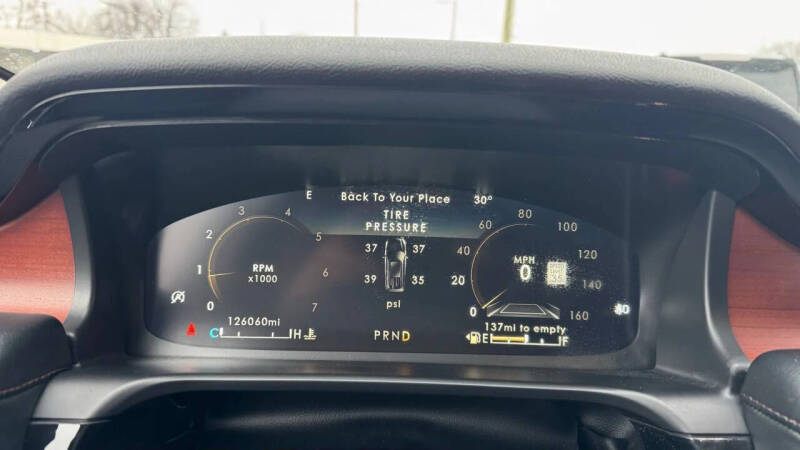 E Back To Your Place 30°
TIRE
PRESSURE
37 37
39 35
psi
0 1 2 3 4 5 6 7
RPM
x1000
0 20 40 60 80 100 120 140 160
MPH
0
126060mi
C H
PRND
137mi to empty
E F